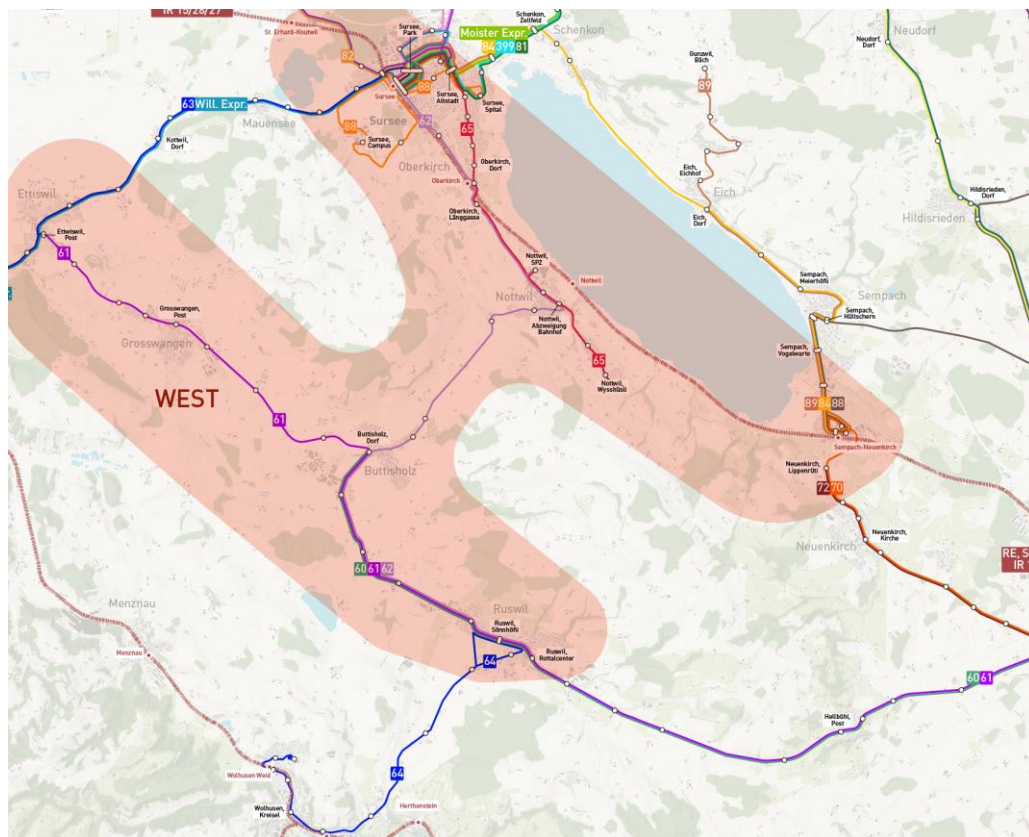 IR 15/28/27
St. Erhard-Knutwil
Sursee,
Park
Moister Expr.
84 399 81
Schenkon,
Zellfeld
Schenkon
Neudorf,
Dorf
Neudorf
Gunzwil,
Bäch
89
82
Sursee
88
Sursee,
Altstadt
Sursee,
Spital
63 Will. Expr.
Mauensee
Sursee
62
65
88
Sursee,
Campus
Kottwil,
Dorf
Oberkirch
Oberkirch,
Dorf
Oberkirch
Eich,
Eichhof
Eich
Ettiswil
Oberkirch,
Länggasse
Eich,
Dorf
Hildisrieden,
Dorf
Hildisrieden
Ettwiswil,
Post
61
Nottwil,
SPZ
Nottwil
Nottwil
Nottwil,
Abzweigung
Bahnhof
Sempach,
Meierhöfli
Sempach
Sempach,
Hültschern
Grosswangen,
Post
Grosswangen
65
Nottwil,
Wysshüsli
Sempach,
Vogelwarte
WEST
61
89 84 88
Buttisholz,
Dorf
Buttisholz
Sempach-Neuenkirch
Neuenkirch,
Lippenrüti
72 70
Neuenkirch
Neuenkirch,
Kirche
RE, S
IR
60 61 62
Menznau
Menznau
Ruswil
Ruswil,
Sonnhöfli
Ruswil,
Rottalcenter
64
60 61
Hellbühl,
Post
64
Wolhusen Weid
Wolhusen,
Kreisel
Herthenstein